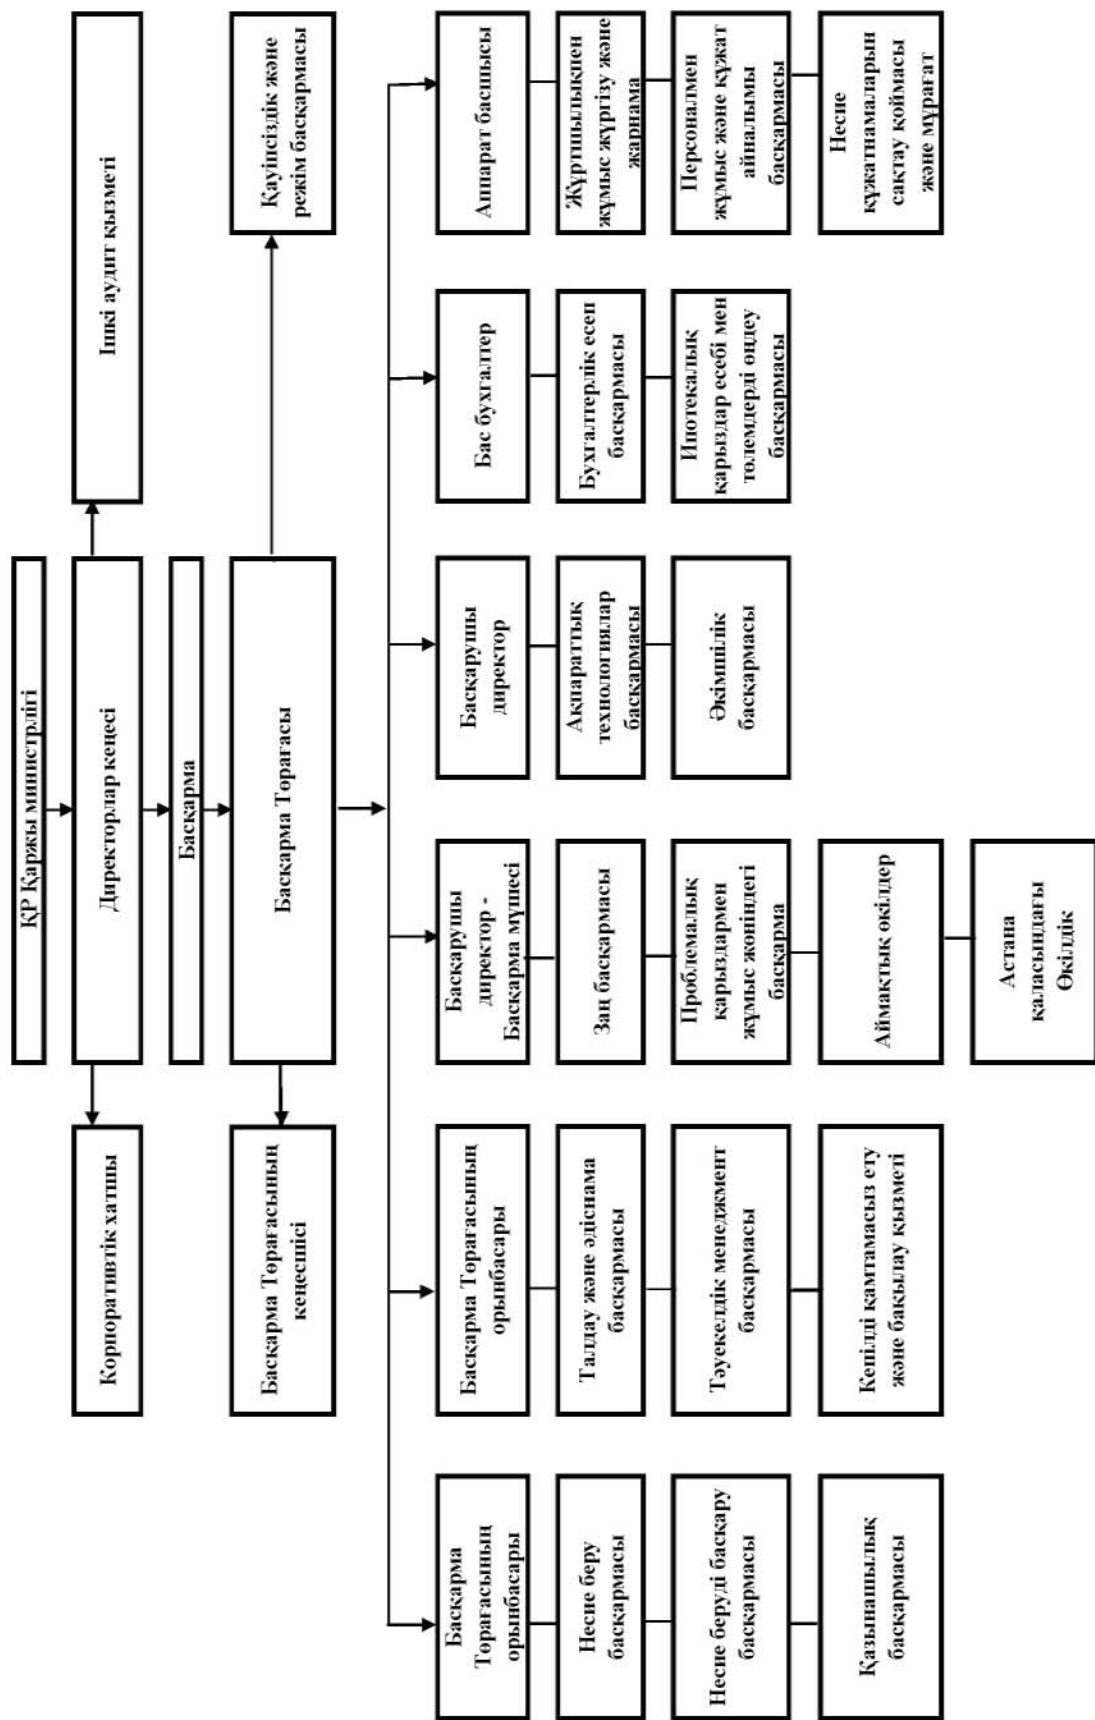 ҚР Қаржы министрлігі
Корпоративтік хатшы
Директорлар кеңесі
Ішкі аудит қызметі
Басқарма
Басқарма Төрағасының
кеңесшісі
Басқарма Төрағасы
Қауіпсіздік және
режім басқармасы
Басқарма
Төрағасының
орынбасары
Басқарма Төрағасының
орынбасары
Басқарушы
директор -
Басқарма мүшесі
Басқарушы
директор
Бас бухгалтер
Аппарат басшысы
Несие беру
басқармасы
Талдау және әдіснама
басқармасы
Заң басқармасы
Ақпараттық
технологиялар
басқармасы
Бухгалтерлік есеп
басқармасы
Жұртшылықпен
жұмыс жүргізу және
жарнама
Несие беруді басқару
басқармасы
Тәуекелдік менеджмент
басқармасы
Проблемалық
қарыздармен
жұмыс жөніндегі
басқарма
Әкімшілік
басқармасы
Ипотекалық
қарыздар есебі мен
төлемдерді өңдеу
басқармасы
Персоналмен
жұмыс және құжат
айналымы
басқармасы
Қазынашылық
басқармасы
Кепілді қамтамасыз ету
және бақылау қызметі
Аймақтық өкілдер
Несие
құжатнамаларын
сақтау қоймасы
және мұрағат
Астана
қаласындағы
Өкілдік